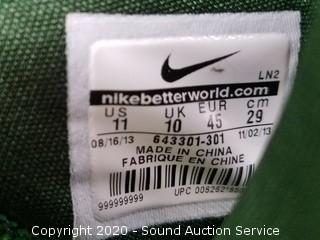 LN2
nikebetterworld.com
US UK EUR cm
11 10 45 29
08/16/13 11/02/13
643301-301
MADE IN CHINA
FABRIQUE EN CHINE
UPC
999999999
Copyright 2020 - Sound Auction Service